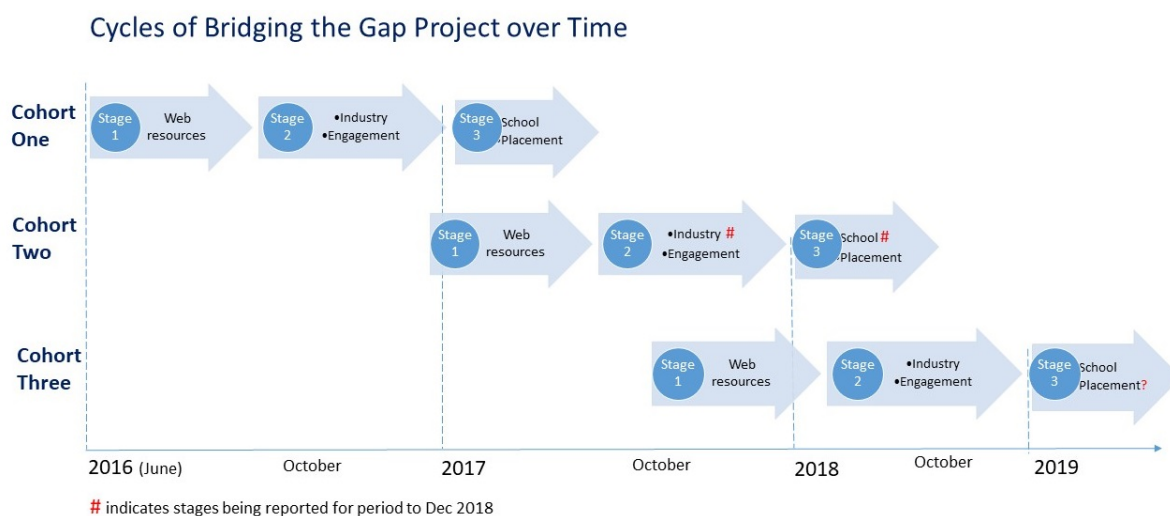 Cycles of Bridging the Gap Project over Time
Cohort
One
Stage
1
Web
resources
Stage
2
•Industry
•Engagement
Stage
3
School
Placement
Cohort
Two
Stage
1
Web
resources
Stage
2
•Industry #
•Engagement
Stage
3
School #
Placement
Cohort
Three
Stage
1
Web
resources
Stage
2
•Industry
•Engagement
Stage
3
School
Placement?
2016 (June)
October
2017
October
2018
October
2019
# indicates stages being reported for period to Dec 2018